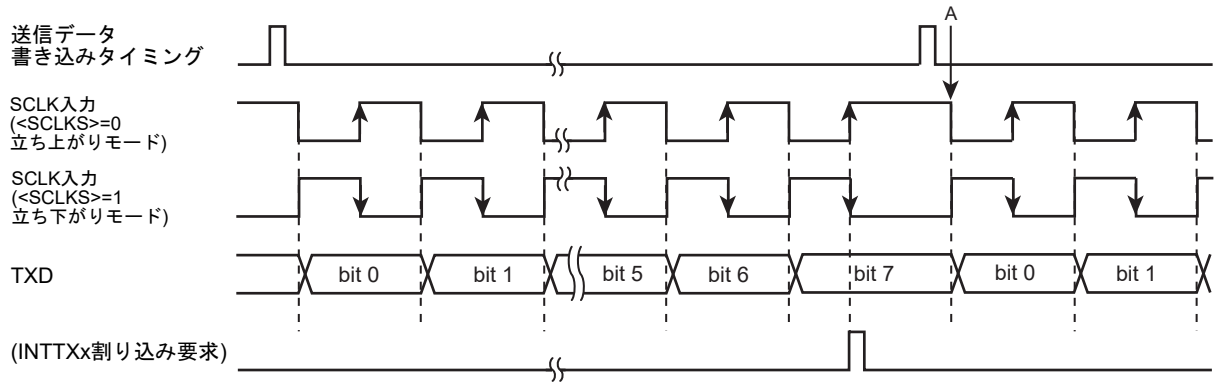 A
送信データ
書き込みタイミング
SCLK入力
(<SCLKS>=0
立ち上がりモード)
SCLK入力
(<SCLKS>=1
立ち下がりモード)
TXD
bit 0 bit 1 bit 5 bit 6 bit 7 bit 0 bit 1
(INTTXx割り込み要求)